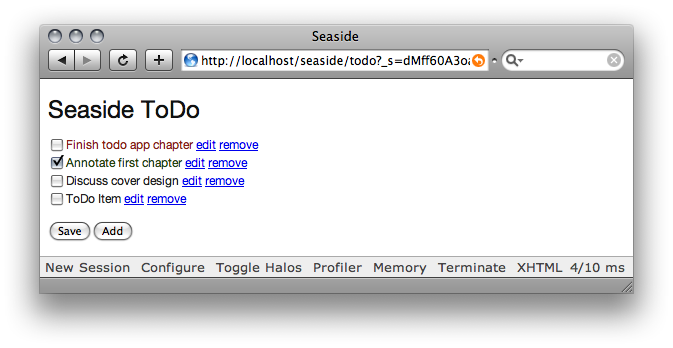 Seaside
http://localhost/seaside/todo?_s=dMff60A3oa
Seaside ToDo
Finish todo app chapter edit remove
Annotate first chapter edit remove
Discuss cover design edit remove
ToDo Item edit remove
Save Add
New Session Configure Toggle Halos Profiler Memory Terminate XHTML 4/10 ms